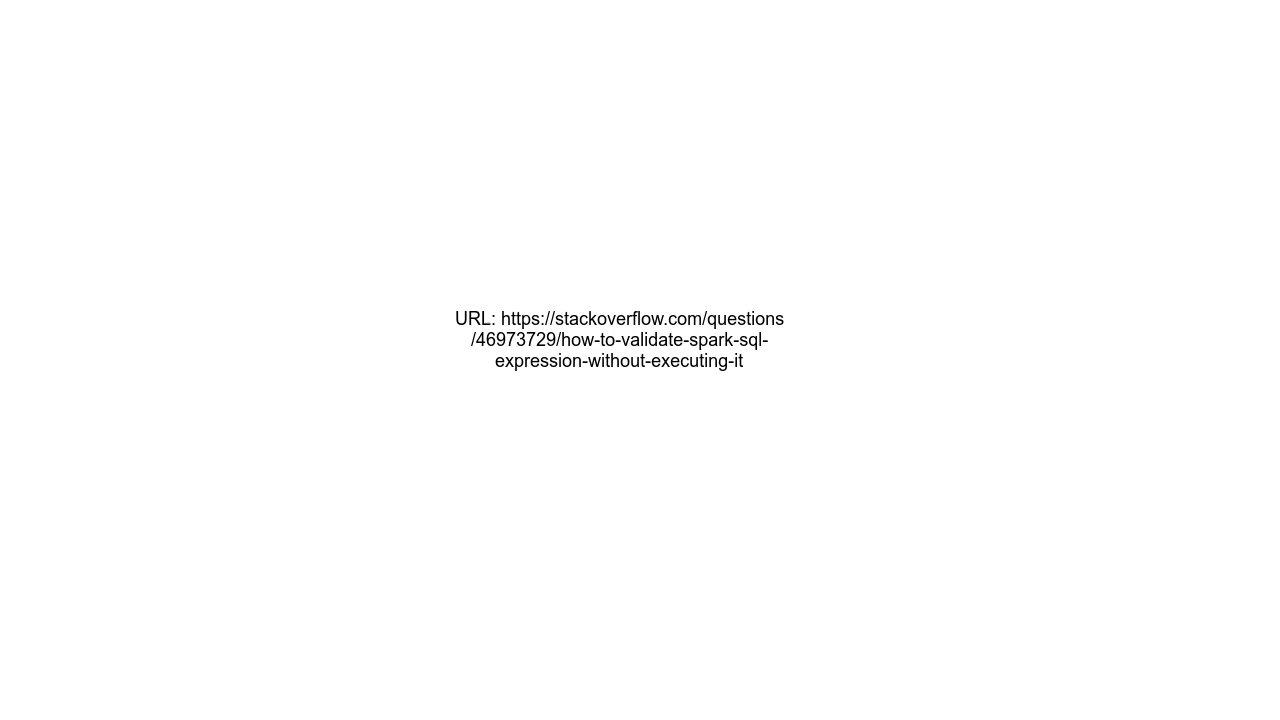 URL: https://stackoverflow.com/questions
/46973729/how-to-validate-spark-sql-
expression-without-executing-it